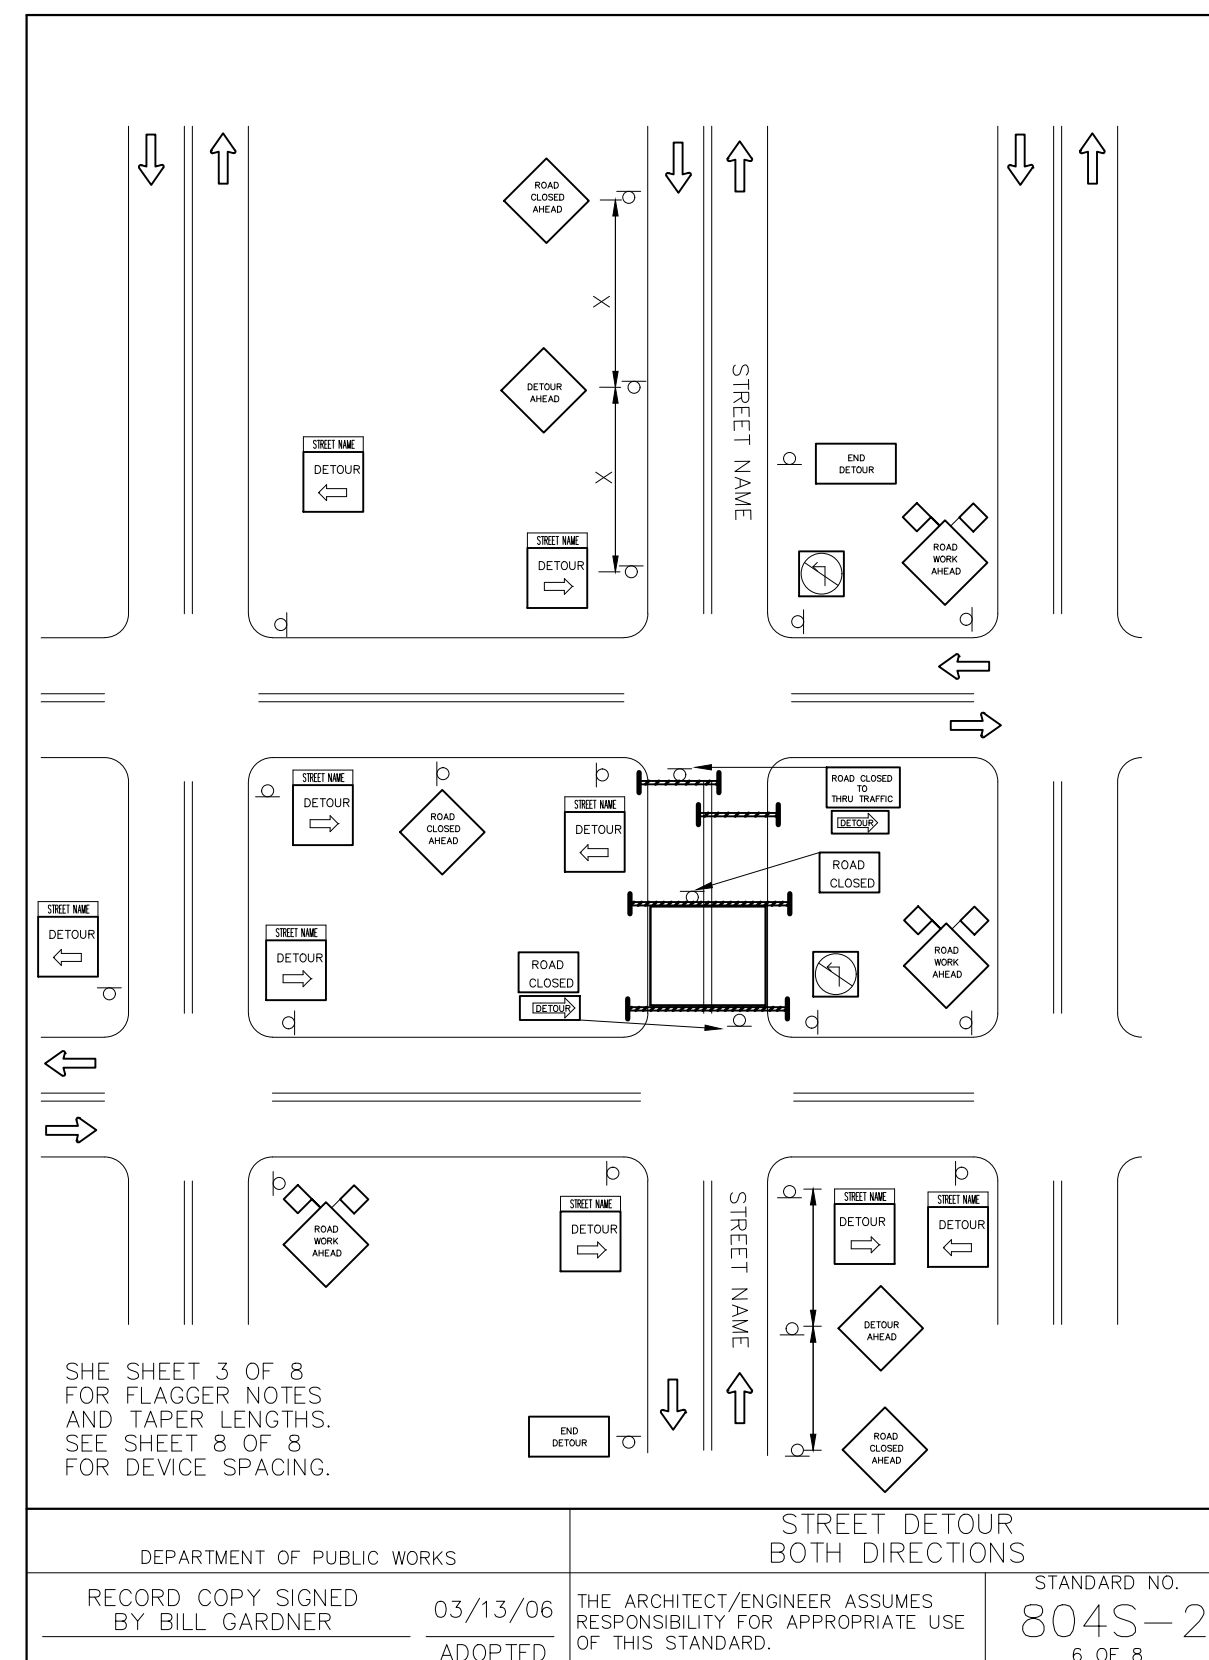 ROAD
CLOSED
AHEAD
X
DETOUR
AHEAD
X
STREET NAME
STREET NAME
DETOUR
STREET NAME
DETOUR
END
DETOUR
ROAD
WORK
AHEAD
STREET NAME
DETOUR
ROAD
CLOSED
AHEAD
STREET NAME
DETOUR
ROAD CLOSED
TO
THRU TRAFFIC
DETOUR
ROAD
CLOSED
STREET NAME
DETOUR
STREET NAME
DETOUR
ROAD
CLOSED
DETOUR
ROAD
WORK
AHEAD
ROAD
WORK
AHEAD
STREET NAME
DETOUR
STREET NAME
STREET NAME
DETOUR
STREET NAME
DETOUR
DETOUR
AHEAD
END
DETOUR
ROAD
CLOSED
AHEAD
SHE SHEET 3 OF 8
FOR FLAGGER NOTES
AND TAPER LENGTHS.
SEE SHEET 8 OF 8
FOR DEVICE SPACING.
DEPARTMENT OF PUBLIC WORKS
STREET DETOUR
BOTH DIRECTIONS
RECORD COPY SIGNED
BY BILL GARDNER
03/13/06
ADOPTED
THE ARCHITECT/ENGINEER ASSUMES
RESPONSIBILITY FOR APPROPRIATE USE
OF THIS STANDARD.
STANDARD NO.
804S-2
6 OF 8